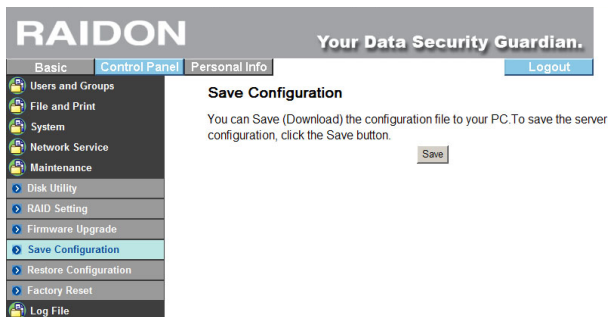 RAIDON
Your Data Security Guardian.
Basic
Control Panel
Personal Info
Logout
Users and Groups
File and Print
System
Network Service
Maintenance
Disk Utility
RAID Setting
Firmware Upgrade
Save Configuration
Restore Configuration
Factory Reset
Log File
Save Configuration
You can Save (Download) the configuration file to your PC.To save the server
configuration, click the Save button.
Save